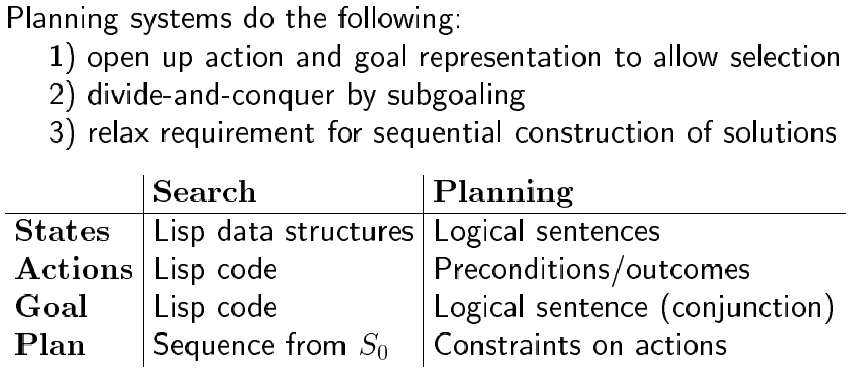 Planning systems do the following:
1) open up action and goal representation to allow selection
2) divide-and-conquer by subgoaling
3) relax requirement for sequential construction of solutions
Search Planning
States Lisp data structures Logical sentences
Actions Lisp code Preconditions/outcomes
Goal Lisp code Logical sentence (conjunction)
Plan Sequence from S₀ Constraints on actions